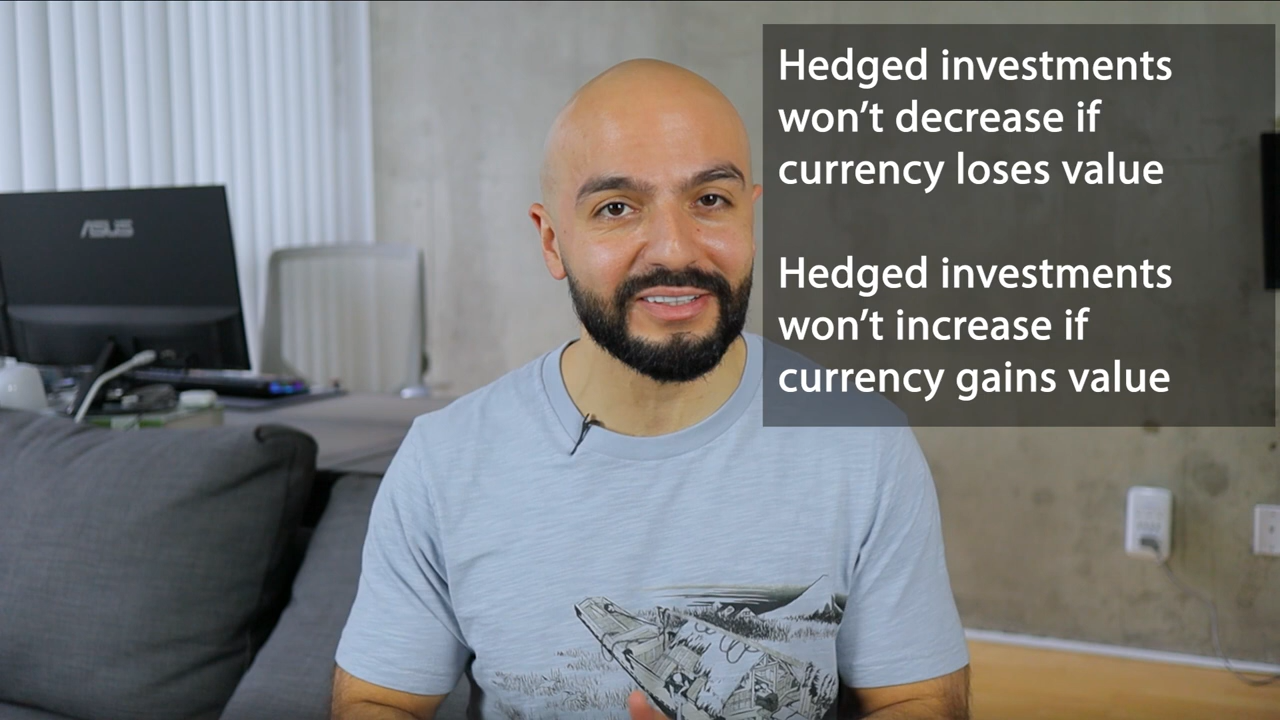 Hedged investments
won’t decrease if
currency loses value
Hedged investments
won’t increase if
currency gains value
ASUS